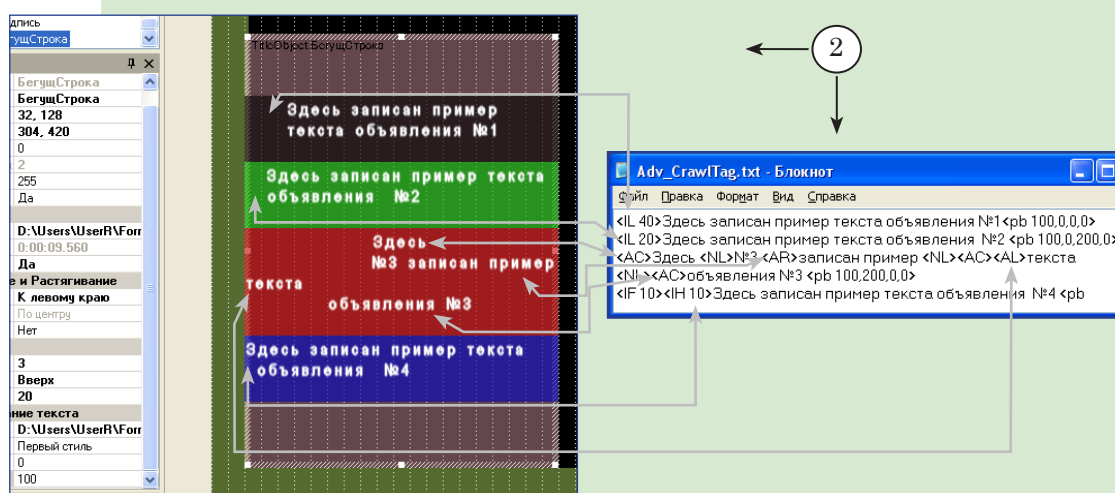 дпись
гущСтрока
БегущСтрока
БегущСтрока
32, 128
304, 420
0
2
255
Да
D:\Users\UserR\Forr
0:00:09.560
Да
е и Растягивание
К левому краю
По центру
Нет
3
Вверх
20
ние текста
D:\Users\UserR\Forr
Первый стиль
0
100
TitleObject:БегущСтрока
Здесь записан пример
текста объявления №1
Здесь записан пример текста
объявления №2
Здесь
№3 записан пример
текста
объявления №3
Здесь записан пример текста
объявления №4
2
Adv_CrawlTag.txt - Блокнот
Файл Правка Формат Вид Справка
<IL 40>Здесь записан пример текста объявления №1<pb 100,0,0,0>
<IL 20>Здесь записан пример текста объявления №2 <pb 100,0,200,0>
<AC>Здесь <NL>№3 <AR>записан пример <NL><AC><AL>текста
<NL><AC>объявления №3 <pb 100,200,0,0>
<IF 10><IH 10>Здесь записан пример текста объявления №4 <pb